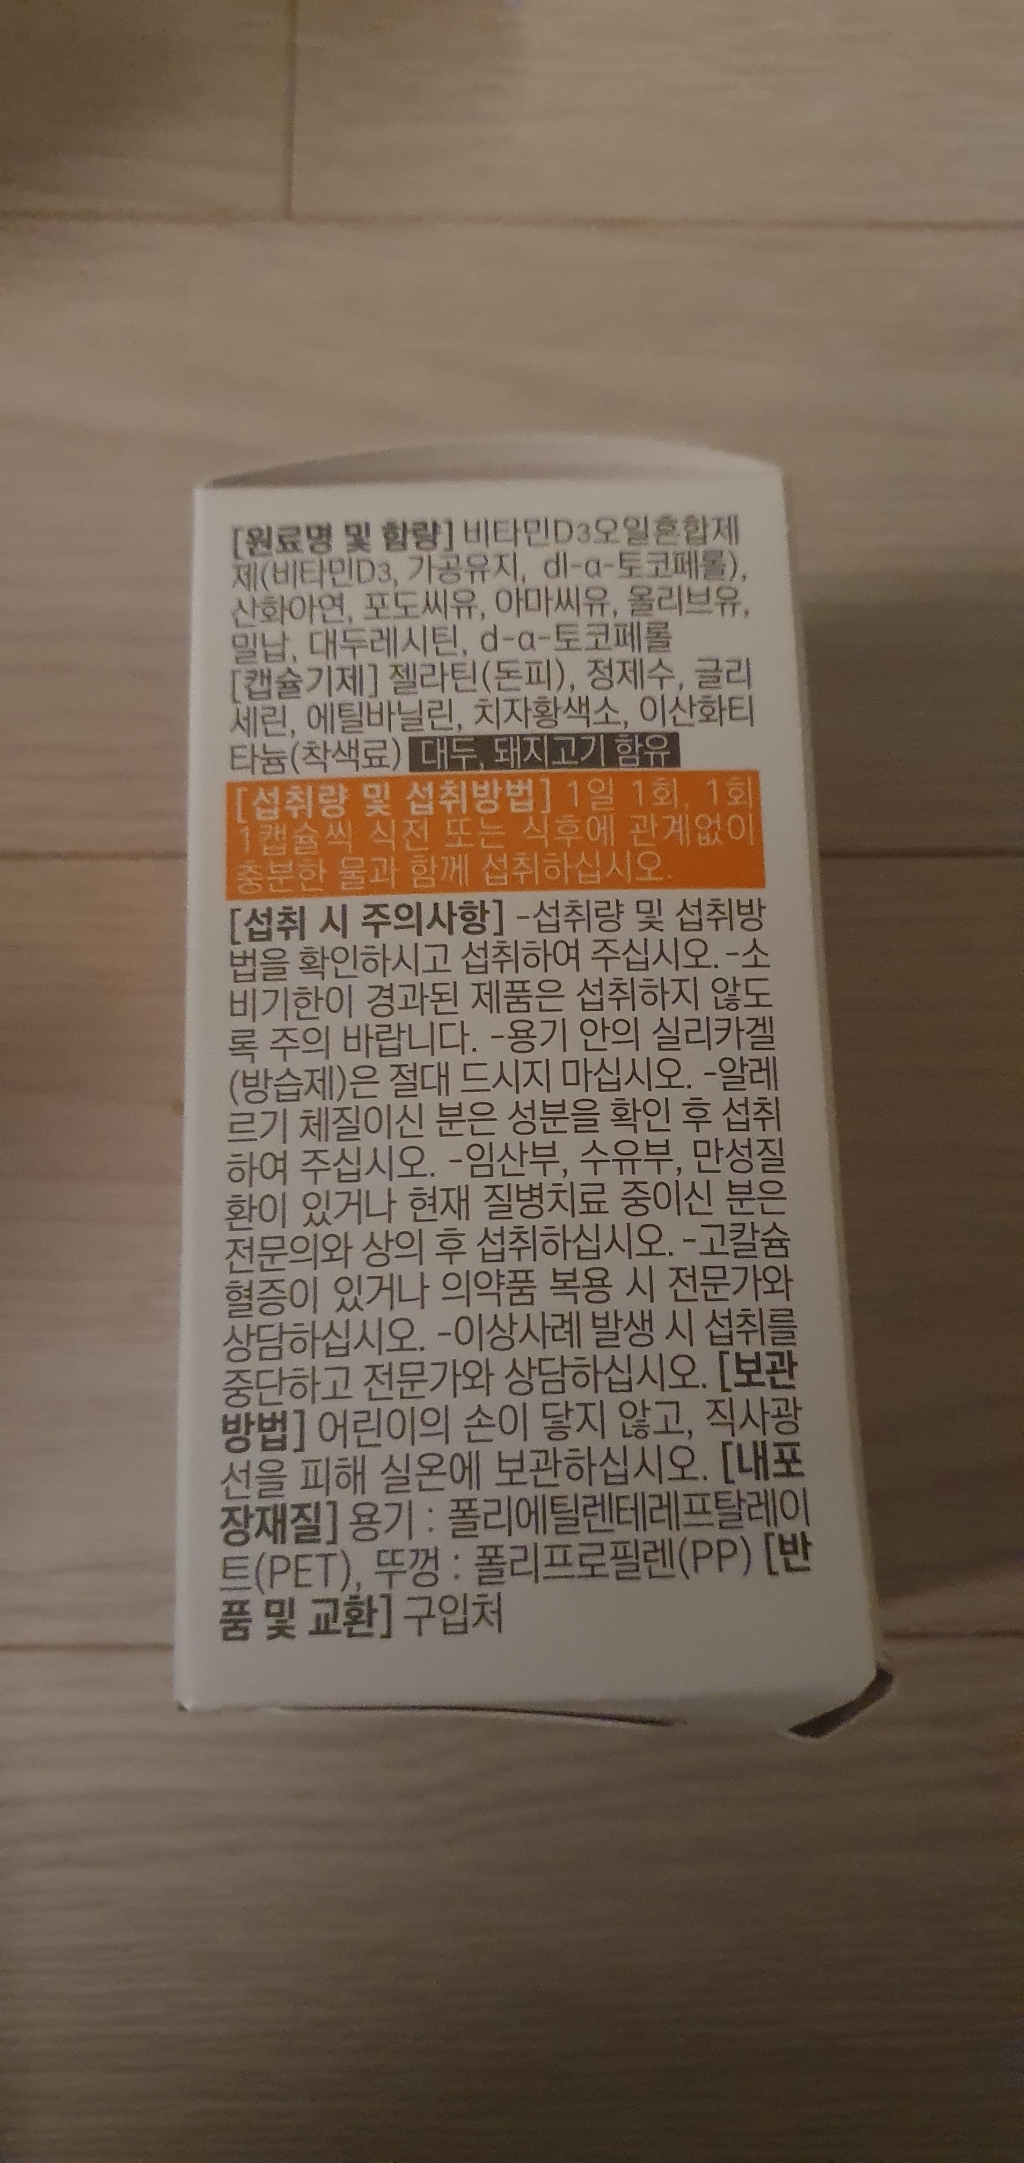 [원료명 및 함량] 비타민D3오일혼합제
제(비타민D3, 가공유지, dl-α-토코페롤),
산화아연, 포도씨유, 아마씨유, 올리브유,
밀납, 대두레시틴, d-α-토코페롤
[캡슐기제] 젤라틴(돈피), 정제수, 글리
세린, 에틸바닐린, 치자황색소, 이산화티
타늄(착색료) 대두, 돼지고기 함유
[섭취량 및 섭취방법] 1일 1회, 1회
1캡슐씩 식전 또는 식후에 관계없이
충분한 물과 함께 섭취하십시오.
[섭취 시 주의사항] -섭취량 및 섭취방
법을 확인하시고 섭취하여 주십시오. -소
비기한이 경과된 제품은 섭취하지 않도
록 주의 바랍니다. -용기 안의 실리카겔
(방습제)은 절대 드시지 마십시오. -알레
르기 체질이신 분은 성분을 확인 후 섭취
하여 주십시오. -임산부, 수유부, 만성질
환이 있거나 현재 질병치료 중이신 분은
전문의와 상의 후 섭취하십시오. -고칼슘
혈증이 있거나 의약품 복용 시 전문가와
상담하십시오. -이상사례 발생 시 섭취를
중단하고 전문가와 상담하십시오. [보관
방법] 어린이의 손이 닿지 않고, 직사광
선을 피해 실온에 보관하십시오. [내포
장재질] 용기 : 폴리에틸렌테레프탈레이
트(PET), 뚜껑 : 폴리프로필렌(PP) [반
품 및 교환] 구입처